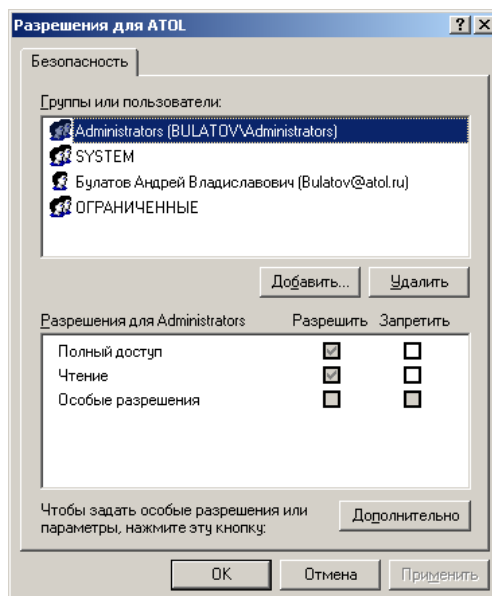 Разрешения для ATOL
Безопасность
Группы или пользователи:
Administrators (BULATOV\Administrators)
SYSTEM
Булатов Андрей Владиславович (Bulatov@atol.ru)
ОГРАНИЧЕННЫЕ
Добавить... Удалить
Разрешения для Administrators Разрешить Запретить
Полный доступ
Чтение
Особые разрешения
Чтобы задать особые разрешения или
параметры, нажмите эту кнопку:
Дополнительно
OK Отмена Применить